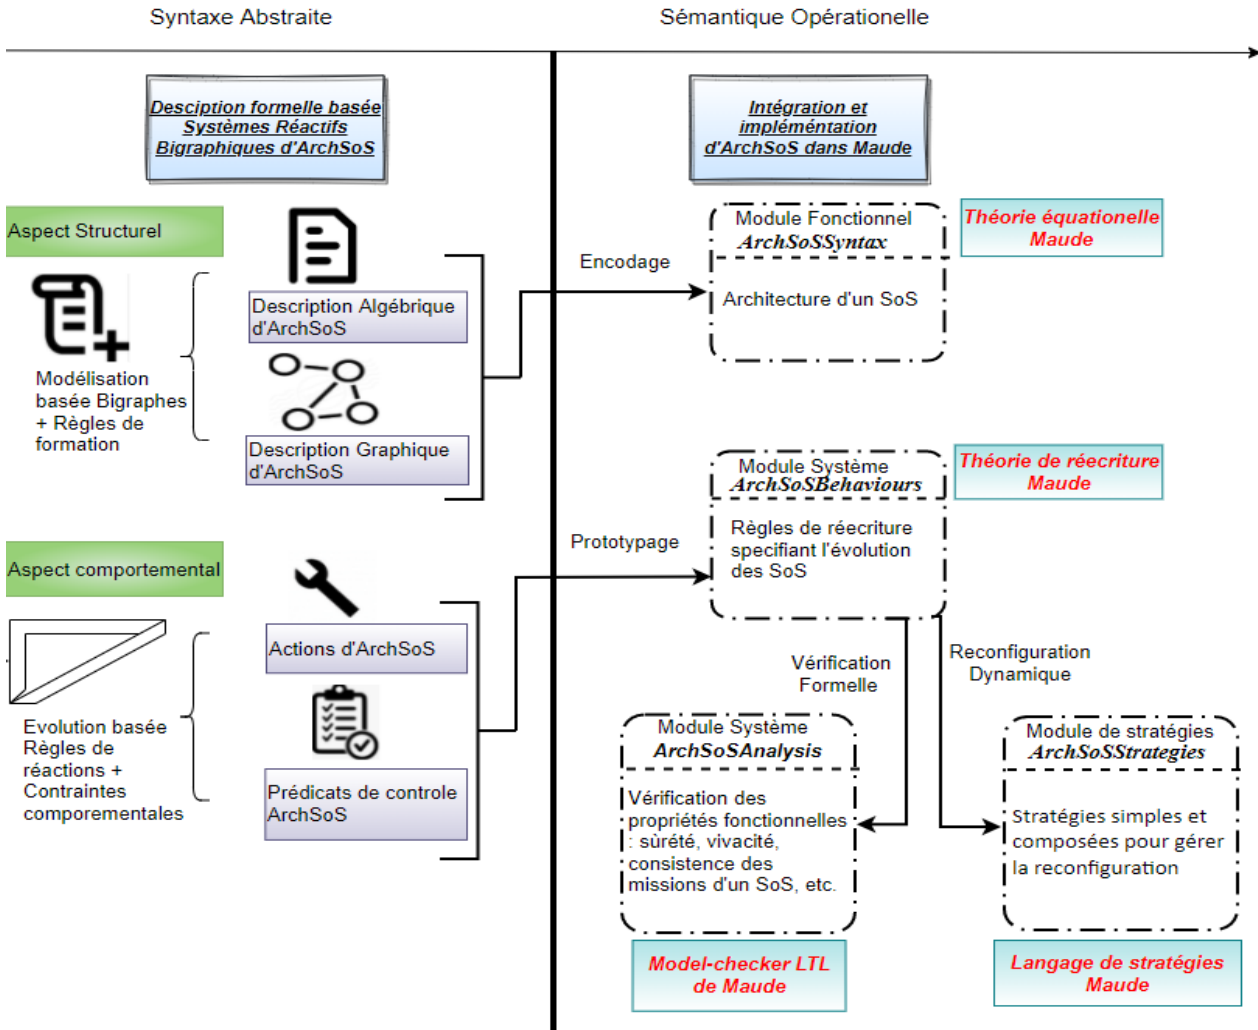 Syntaxe Abstraite
Sémantique Opérationelle
Desciption formelle basée
Systèmes Réactifs
Bigraphiques d'ArchSoS
Intégration et
impléméntation
d'ArchSoS dans Maude
Aspect Structurel
Modélisation
basée Bigraphes
+ Règles de
formation
Description Algébrique
d'ArchSoS
Description Graphique
d'ArchSoS
Encodage
Module Fonctionnel
ArchSoSSyntax
Architecture d'un SoS
Théorie équationelle
Maude
Aspect comportemental
Evolution basée
Règles de
réactions +
Contraintes
comporementales
Actions d'ArchSoS
Prédicats de controle
ArchSoS
Prototypage
Module Système
ArchSoSBehaviours
Règles de réecriture
specifiant l'évolution
des SoS
Théorie de réecriture
Maude
Vérification
Formelle
Reconfiguration
Dynamique
Module Système
ArchSoSAnalysis
Vérification des
propriétés fonctionnelles
: sùrété, vivacité,
consistence des
missions d'un SoS, etc.
Model-checker LTL
de Maude
Module de stratégies
ArchSoSStrategies
Stratégies simples et
composées pour gérer
la reconfiguration
Langage de stratégies
Maude